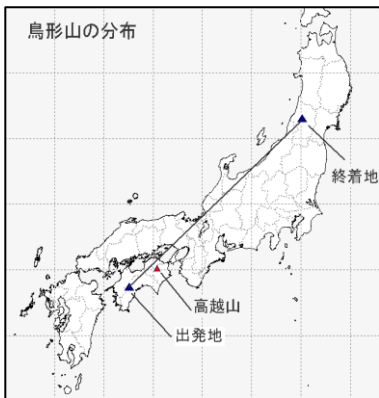 鳥形山の分布
終着地
高越山
出発地